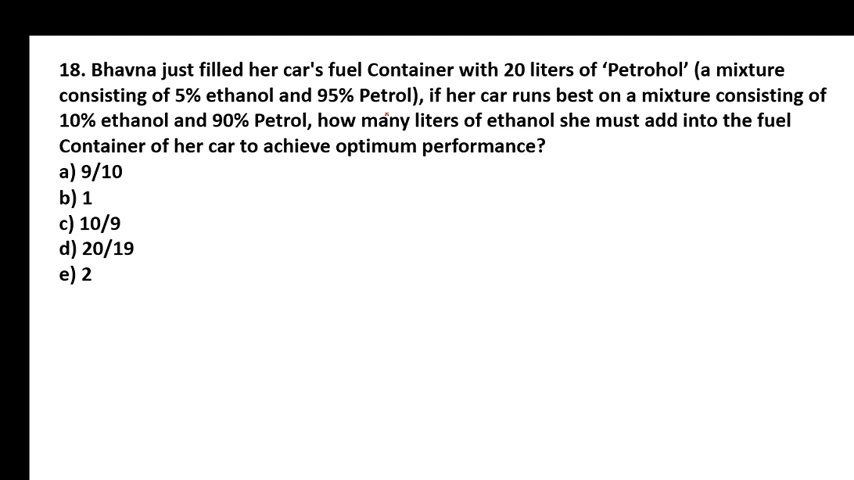 18. Bhavna just filled her car's fuel Container with 20 liters of ‘Petrohol’ (a mixture
consisting of 5% ethanol and 95% Petrol), if her car runs best on a mixture consisting of
10% ethanol and 90% Petrol, how many liters of ethanol she must add into the fuel
Container of her car to achieve optimum performance?
a) 9/10
b) 1
c) 10/9
d) 20/19
e) 2